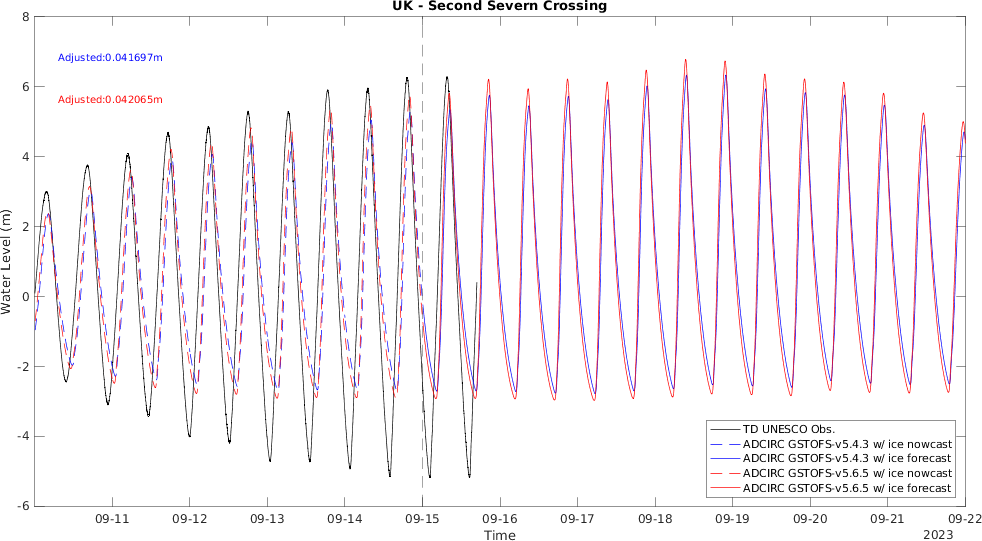 UK - Second Severn Crossing
8
6
4
2
0
-2
-4
-6
Water Level (m)
Adjusted:0.041697m
Adjusted:0.042065m
TD UNESCO Obs.
ADCIRC GSTOFS-v5.4.3 w/ ice nowcast
ADCIRC GSTOFS-v5.4.3 w/ ice forecast
ADCIRC GSTOFS-v5.6.5 w/ ice nowcast
ADCIRC GSTOFS-v5.6.5 w/ ice forecast
09-11 09-12 09-13 09-14 09-15 09-16 09-17 09-18 09-19 09-20 09-21 09-22
Time
2023